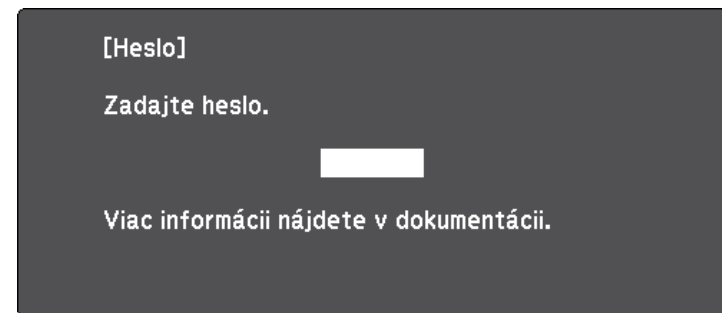 [Heslo]
Zadajte heslo.
Viac informácii nájdete v dokumentácii.